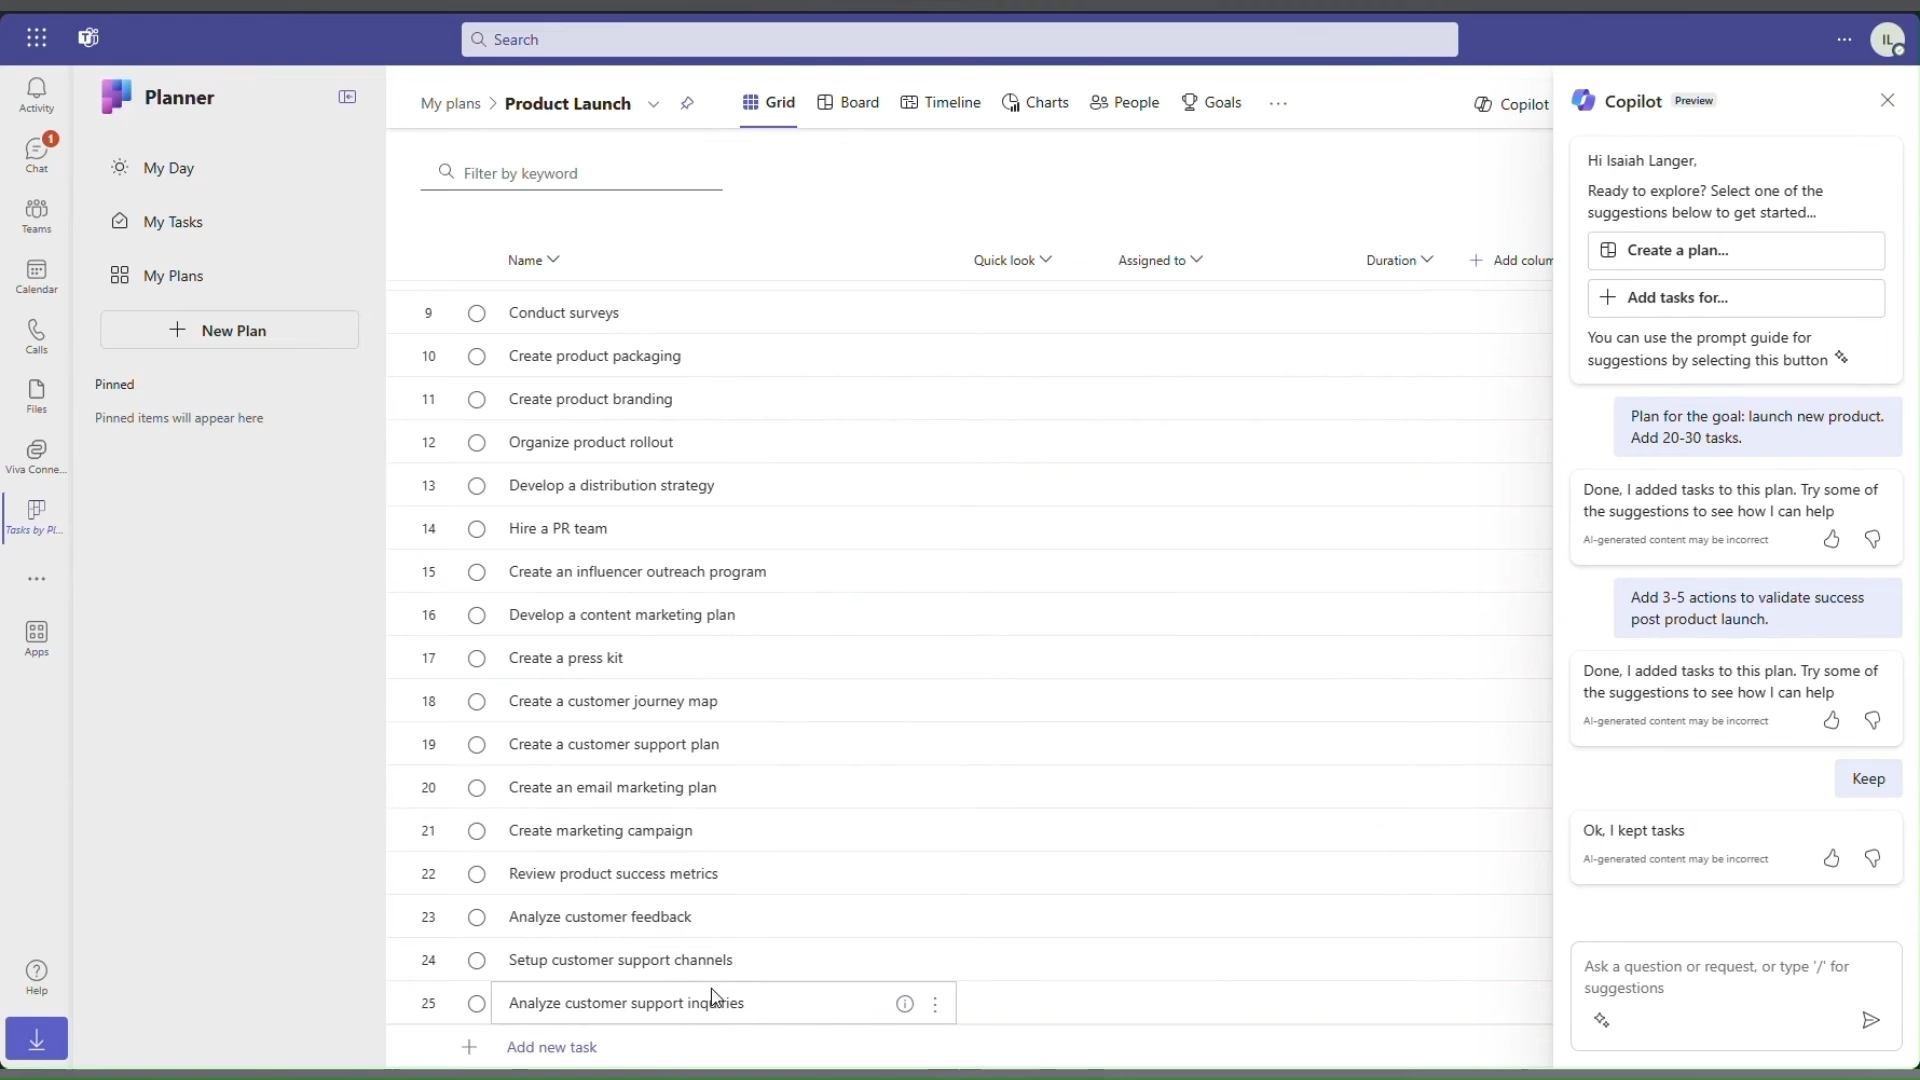 Search
IL
Activity
Chat
1
Teams
Calendar
Calls
Files
Viva Conne...
Tasks by Pl...
Apps
Help
Planner
My Day
My Tasks
My Plans
New Plan
Pinned
Pinned items will appear here
My plans > Product Launch
Grid
Board
Timeline
Charts
People
Goals
Copilot
Filter by keyword
Name
Quick look
Assigned to
Duration
Add colum
9 Conduct surveys
10 Create product packaging
11 Create product branding
12 Organize product rollout
13 Develop a distribution strategy
14 Hire a PR team
15 Create an influencer outreach program
16 Develop a content marketing plan
17 Create a press kit
18 Create a customer journey map
19 Create a customer support plan
20 Create an email marketing plan
21 Create marketing campaign
22 Review product success metrics
23 Analyze customer feedback
24 Setup customer support channels
25 Analyze customer support inquiries
Add new task
Copilot Preview
Hi Isaiah Langer,
Ready to explore? Select one of the
suggestions below to get started...
Create a plan...
Add tasks for...
You can use the prompt guide for
suggestions by selecting this button
Plan for the goal: launch new product.
Add 20-30 tasks.
Done, I added tasks to this plan. Try some of
the suggestions to see how I can help
AI-generated content may be incorrect
Add 3-5 actions to validate success
post product launch.
Done, I added tasks to this plan. Try some of
the suggestions to see how I can help
AI-generated content may be incorrect
Keep
Ok, I kept tasks
AI-generated content may be incorrect
Ask a question or request, or type '/' for
suggestions